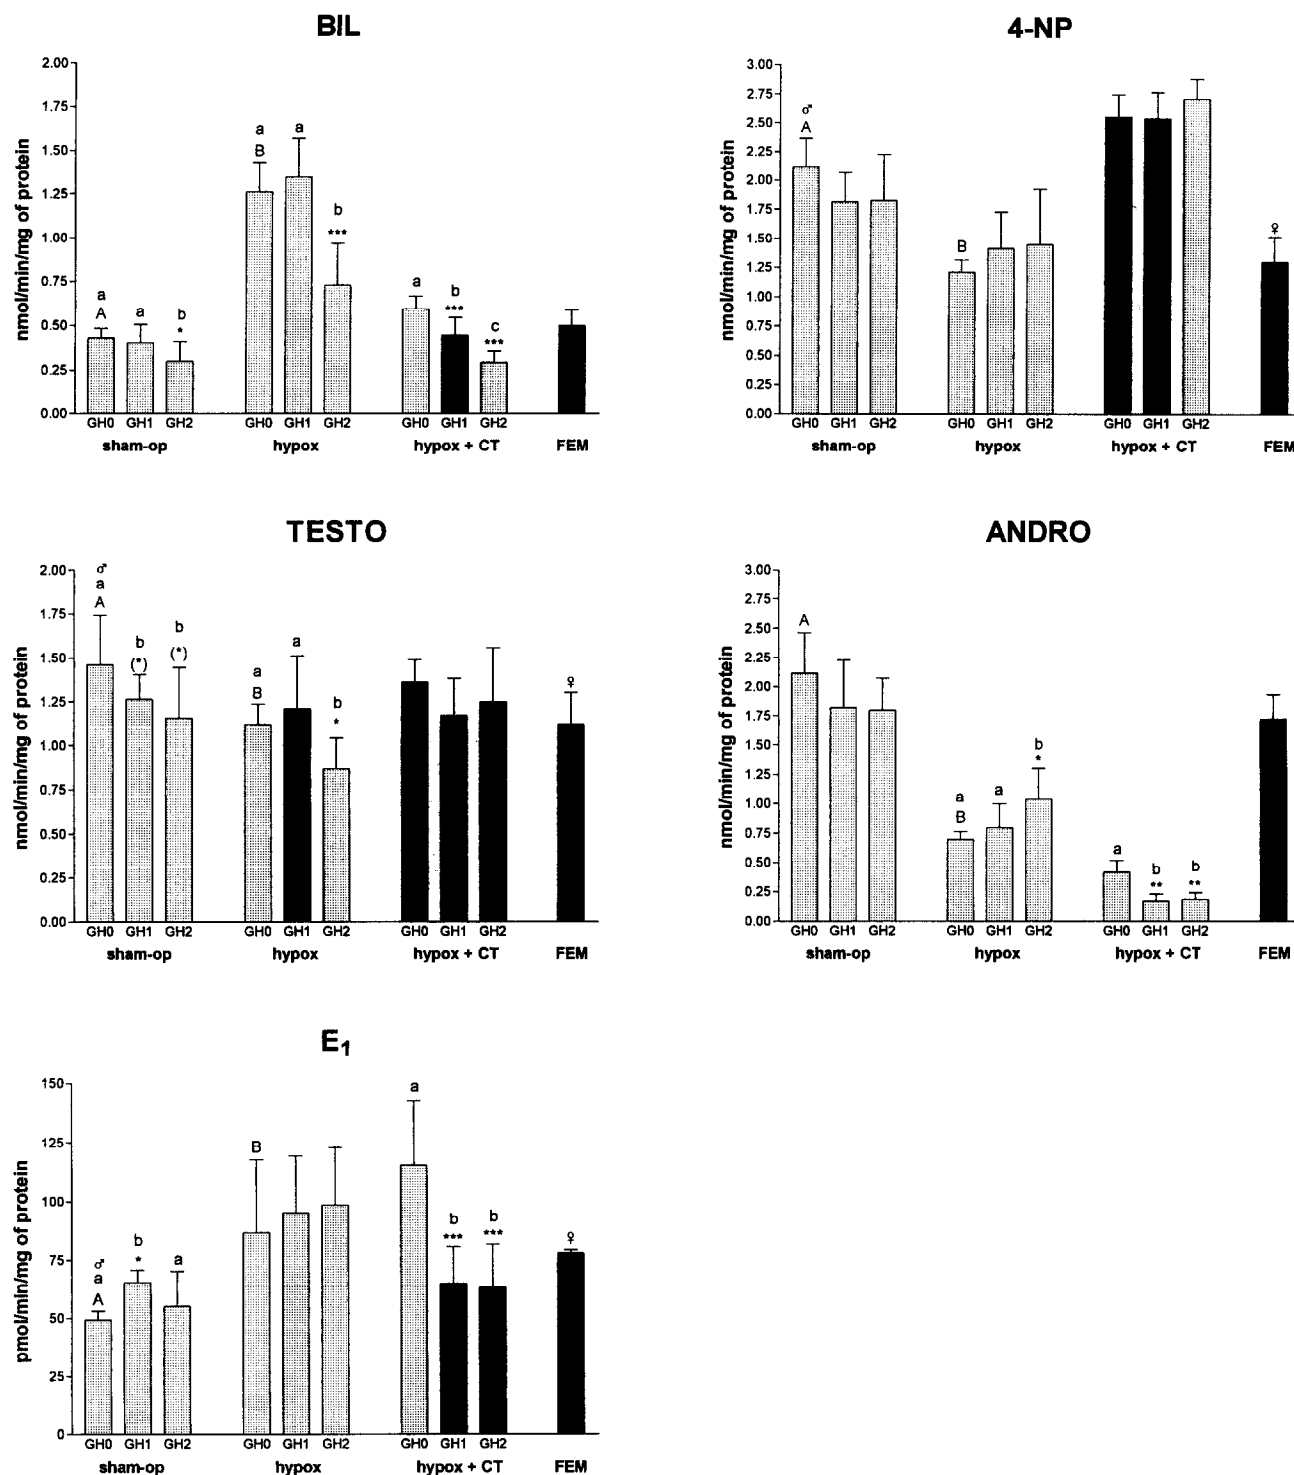 BIL
nmol/min/mg of protein
2.00
1.75
1.50
1.25
1.00
0.75
0.50
0.25
0.00
a
A
a
b
*
a
B
a
b
***
a
b
***
c
***
GH0 GH1 GH2 GH0 GH1 GH2 GH0 GH1 GH2
sham-op hypox hypox + CT FEM
4-NP
nmol/min/mg of protein
3.00
2.75
2.50
2.25
2.00
1.75
1.50
1.25
1.00
0.75
0.50
0.25
0.00
♂
A
B
♀
GH0 GH1 GH2 GH0 GH1 GH2 GH0 GH1 GH2
sham-op hypox hypox + CT FEM
TESTO
nmol/min/mg of protein
2.00
1.75
1.50
1.25
1.00
0.75
0.50
0.25
0.00
♂
a
A
b
(*)
b
(*)
a
B
a
b
*
♀
GH0 GH1 GH2 GH0 GH1 GH2 GH0 GH1 GH2
sham-op hypox hypox + CT FEM
ANDRO
nmol/min/mg of protein
3.00
2.75
2.50
2.25
2.00
1.75
1.50
1.25
1.00
0.75
0.50
0.25
0.00
A
a
B
a
b
*
a
b
**
b
**
GH0 GH1 GH2 GH0 GH1 GH2 GH0 GH1 GH2
sham-op hypox hypox + CT FEM
E₁
pmol/min/mg of protein
150
125
100
75
50
25
0
♂
a
A
b
*
a
B
a
b
***
b
***
♀
GH0 GH1 GH2 GH0 GH1 GH2 GH0 GH1 GH2
sham-op hypox hypox + CT FEM